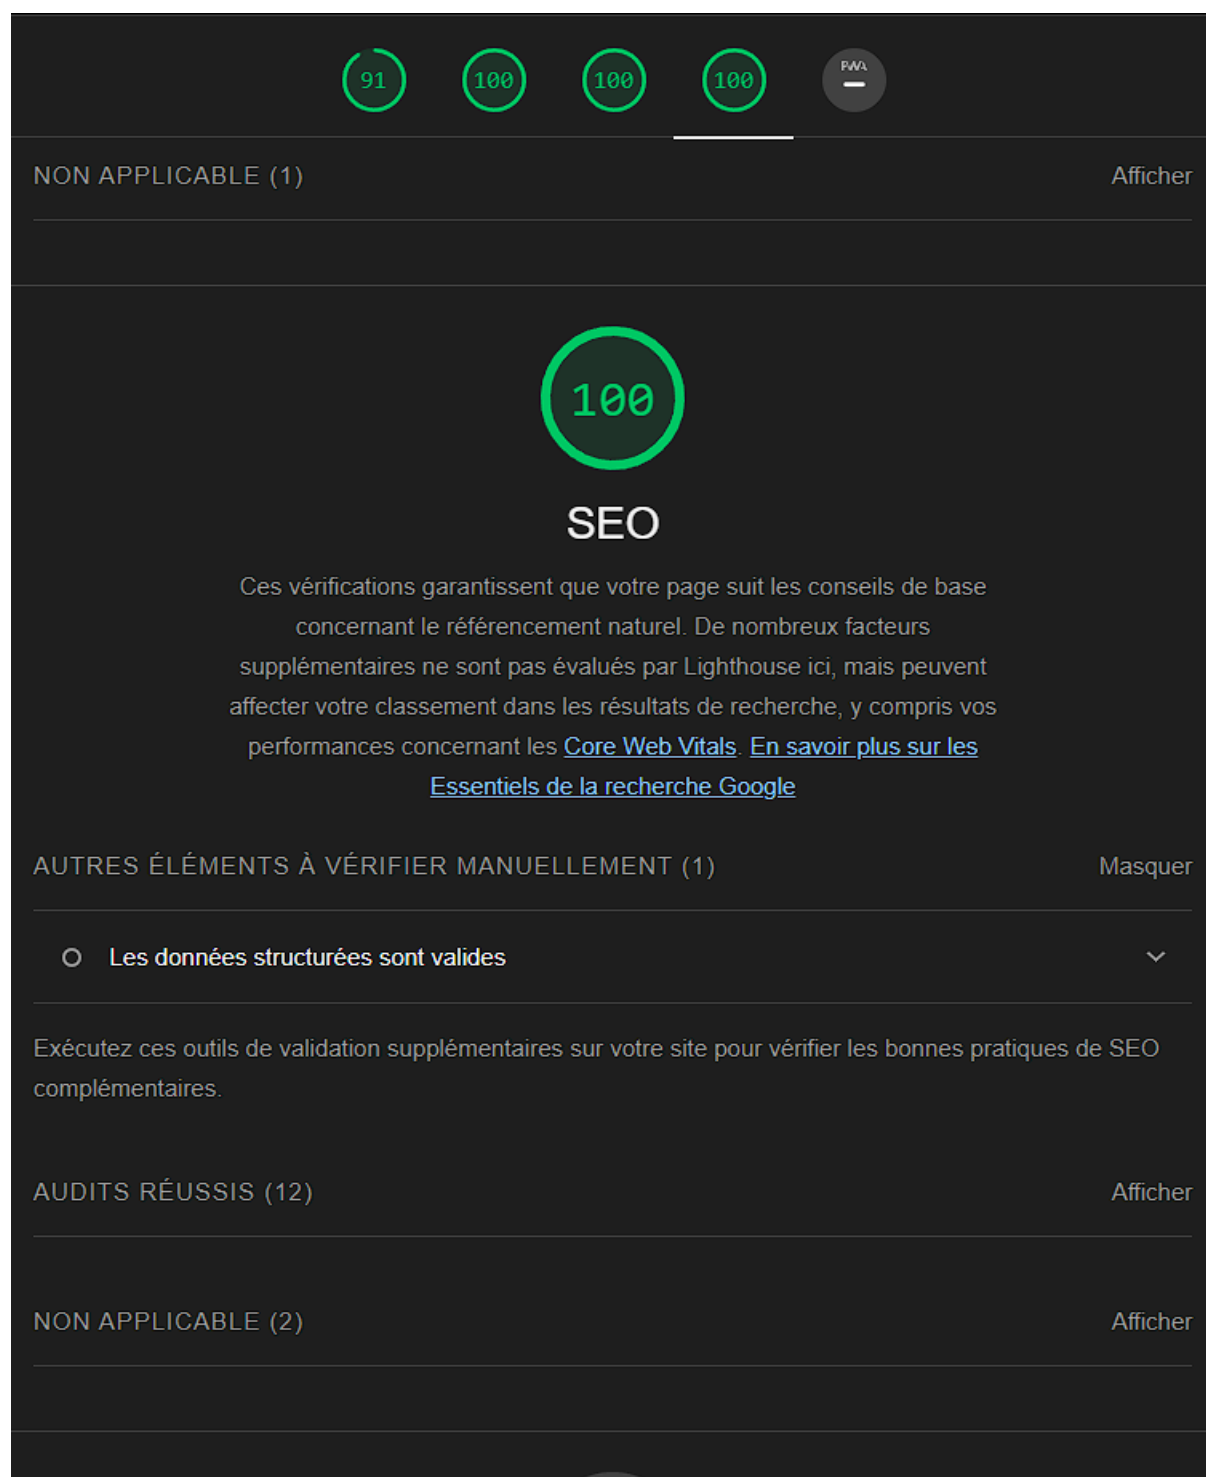 91 100 100 100 PWA
NON APPLICABLE (1) Afficher
100
SEO
Ces vérifications garantissent que votre page suit les conseils de base
concernant le référencement naturel. De nombreux facteurs
supplémentaires ne sont pas évalués par Lighthouse ici, mais peuvent
affecter votre classement dans les résultats de recherche, y compris vos
performances concernant les Core Web Vitals. En savoir plus sur les
Essentiels de la recherche Google
AUTRES ÉLÉMENTS À VÉRIFIER MANUELLEMENT (1) Masquer
Les données structurées sont valides
Exécutez ces outils de validation supplémentaires sur votre site pour vérifier les bonnes pratiques de SEO
complémentaires.
AUDITS RÉUSSIS (12) Afficher
NON APPLICABLE (2) Afficher